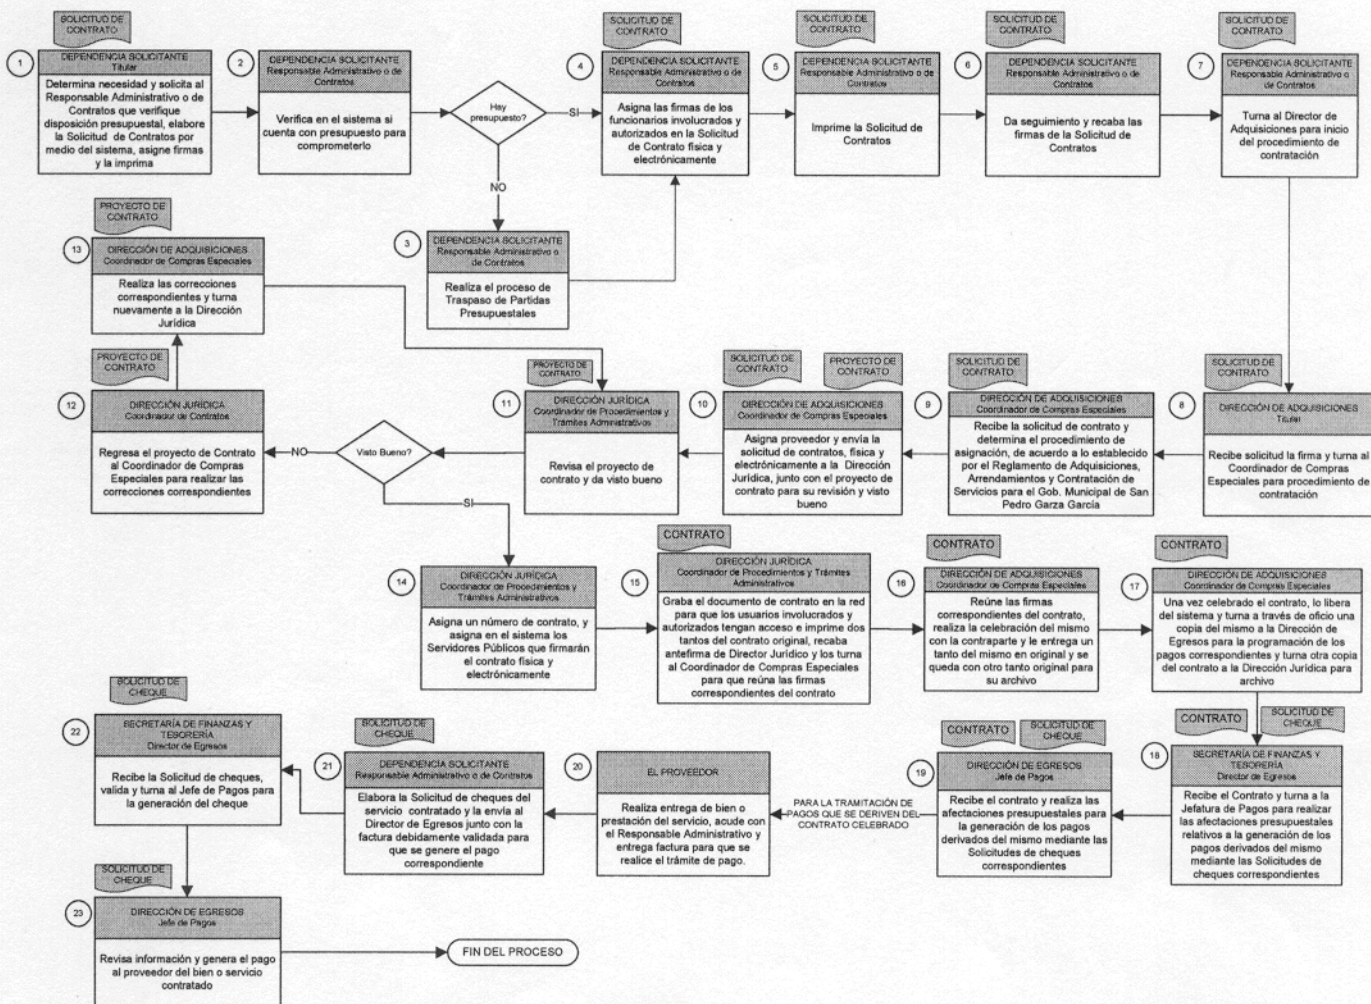 SOLICITUD DE
CONTRATO
1
DEPENDENCIA SOLICITANTE
Titular
Determina necesidad y solicita al
Responsable Administrativo o de
Contratos que verifique
disposición presupuestal, elabore
la Solicitud de Contratos por
medio del sistema, asigne firmas
y la imprima
2
DEPENDENCIA SOLICITANTE
Responsable Administrativo o de
Contratos
Verifica en el sistema si
cuenta con presupuesto para
comprometerlo
Hay
presupuesto?
SI
NO
3
DEPENDENCIA SOLICITANTE
Responsable Administrativo o
de Contratos
Realiza el proceso de
Traspaso de Partidas
Presupuestales
SOLICITUD DE
CONTRATO
4
DEPENDENCIA SOLICITANTE
Responsable Administrativo o de
Contratos
Asigna las firmas de los
funcionarios involucrados y
autorizados en la Solicitud
de Contrato física y
electrónicamente
SOLICITUD DE
CONTRATO
5
DEPENDENCIA SOLICITANTE
Responsable Administrativo o de
Contratos
Imprime la Solicitud de
Contratos
SOLICITUD DE
CONTRATO
6
DEPENDENCIA SOLICITANTE
Responsable Administrativo o de
Contratos
Da seguimiento y recaba las
firmas de la Solicitud de
Contratos
SOLICITUD DE
CONTRATO
7
DEPENDENCIA SOLICITANTE
Responsable Administrativo o de
Contratos
Turna al Director de
Adquisiciones para inicio
del procedimiento de
contratación
SOLICITUD DE
CONTRATO
8
DIRECCIÓN DE ADQUISICIONES
Titular
Recibe solicitud la firma y turna al
Coordinador de Compras
Especiales para procedimiento de
contratación
SOLICITUD DE
CONTRATO
9
DIRECCIÓN DE ADQUISICIONES
Coordinador de Compras Especiales
Recibe la solicitud de contrato y
determina el procedimiento de
asignación, de acuerdo a lo establecido
por el Reglamento de Adquisiciones,
Arrendamientos y Contratación de
Servicios para el Gob. Municipal de San
Pedro Garza García
SOLICITUD DE
CONTRATO
PROYECTO DE
CONTRATO
10
DIRECCIÓN DE ADQUISICIONES
Coordinador de Compras Especiales
Asigna proveedor y envía la
solicitud de contratos, física y
electrónicamente a la Dirección
Jurídica, junto con el proyecto de
contrato para su revisión y visto
bueno
PROYECTO DE
CONTRATO
11
DIRECCIÓN JURÍDICA
Coordinador de Procedimientos y
Trámites Administrativos
Revisa el proyecto de
contrato y da visto bueno
Visto Bueno?
NO
SI
PROYECTO DE
CONTRATO
12
DIRECCIÓN JURÍDICA
Coordinador de Contratos
Regresa el proyecto de Contrato
al Coordinador de Compras
Especiales para realizar las
correcciones correspondientes
PROYECTO DE
CONTRATO
13
DIRECCIÓN DE ADQUISICIONES
Coordinador de Compras Especiales
Realiza las correcciones
correspondientes y turna
nuevamente a la Dirección
Jurídica
14
DIRECCIÓN JURÍDICA
Coordinador de Procedimientos y
Trámites Administrativos
Asigna un número de contrato, y
asigna en el sistema los
Servidores Públicos que firmarán
el contrato física y
electrónicamente
CONTRATO
15
DIRECCIÓN JURÍDICA
Coordinador de Procedimientos y Trámites
Administrativos
Graba el documento de contrato en la red
para que los usuarios involucrados y
autorizados tengan acceso e imprime dos
tantos del contrato original, recaba
antefirma de Director Jurídico y los turna
al Coordinador de Compras Especiales
para que reúna las firmas
correspondientes del contrato
CONTRATO
16
DIRECCIÓN DE ADQUISICIONES
Coordinador de Compras Especiales
Reúne las firmas
correspondientes del contrato,
realiza la celebración del mismo
con la contraparte y le entrega un
tanto del mismo en original y se
queda con otro tanto original para
su archivo
CONTRATO
17
DIRECCIÓN DE ADQUISICIONES
Coordinador de Compras Especiales
Una vez celebrado el contrato, lo libera
del sistema y turna a través de oficio una
copia del mismo a la Dirección de
Egresos para la programación de los
pagos correspondientes y turna otra copia
del contrato a la Dirección Jurídica para
archivo
CONTRATO
SOLICITUD DE
CHEQUE
18
SECRETARÍA DE FINANZAS Y
TESORERÍA
Director de Egresos
Recibe el Contrato y turna a la
Jefatura de Pagos para realizar
las afectaciones presupuestales
relativos a la generación de los
pagos derivados del mismo
mediante las Solicitudes de
cheques correspondientes
CONTRATO
SOLICITUD DE
CHEQUE
19
DIRECCIÓN DE EGRESOS
Jefe de Pagos
Recibe el contrato y realiza las
afectaciones presupuestales para
la generación de los pagos
derivados del mismo mediante las
Solicitudes de cheques
correspondientes
PARA LA TRAMITACIÓN DE
PAGOS QUE SE DERIVEN DEL
CONTRATO CELEBRADO
20
EL PROVEEDOR
Realiza entrega de bien o
prestación del servicio, acude con
el Responsable Administrativo y
entrega factura para que se
realice el trámite de pago.
SOLICITUD DE
CHEQUE
21
DEPENDENCIA SOLICITANTE
Responsable Administrativo o de Contratos
Elabora la Solicitud de cheques del
servicio contratado y la envía al
Director de Egresos junto con la
factura debidamente validada para
que se genere el pago
correspondiente
SOLICITUD DE
CHEQUE
22
SECRETARÍA DE FINANZAS Y
TESORERÍA
Director de Egresos
Recibe la Solicitud de cheques,
valida y turna al Jefe de Pagos para
la generación del cheque
SOLICITUD DE
CHEQUE
23
DIRECCIÓN DE EGRESOS
Jefe de Pagos
Revisa información y genera el pago
al proveedor del bien o servicio
contratado
FIN DEL PROCESO